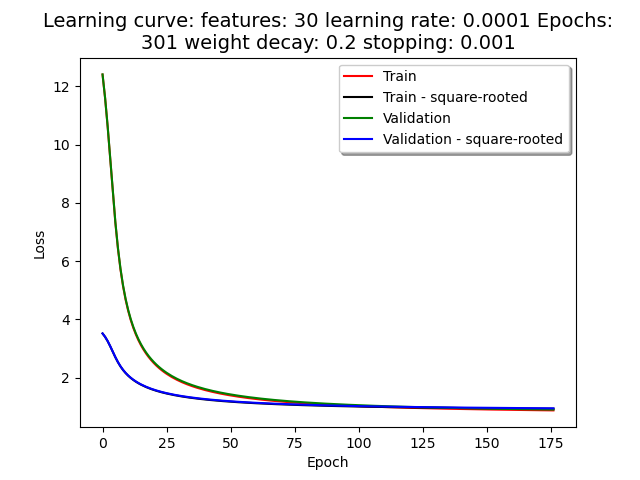 Learning curve: features: 30 learning rate: 0.0001 Epochs:
301 weight decay: 0.2 stopping: 0.001
Train
Train - square-rooted
Validation
Validation - square-rooted
Loss
12
10
8
6
4
2
0 25 50 75 100 125 150 175
Epoch